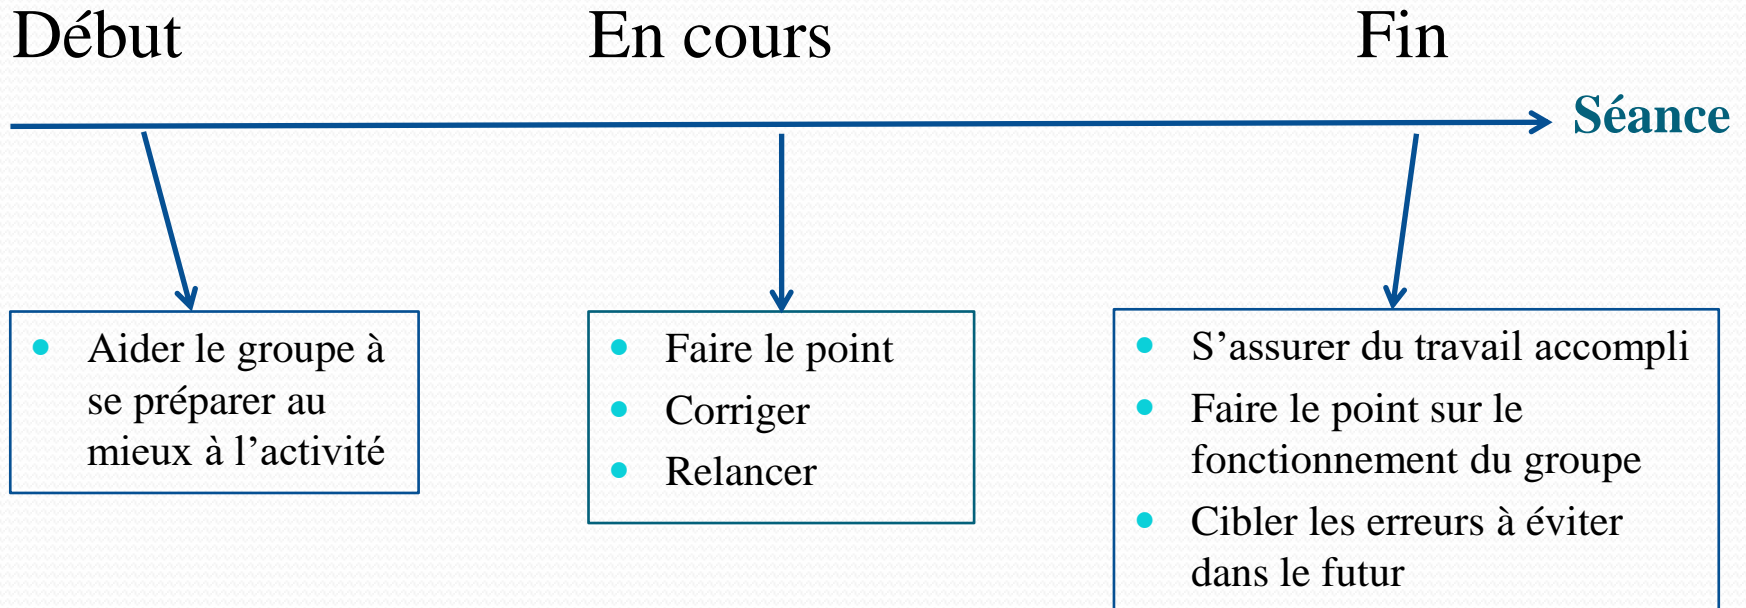 Début
En cours
Fin
Séance
• Aider le groupe à
se préparer au
mieux à l’activité
• Faire le point
• Corriger
• Relancer
• S’assurer du travail accompli
• Faire le point sur le
fonctionnement du groupe
• Cibler les erreurs à éviter
dans le futur